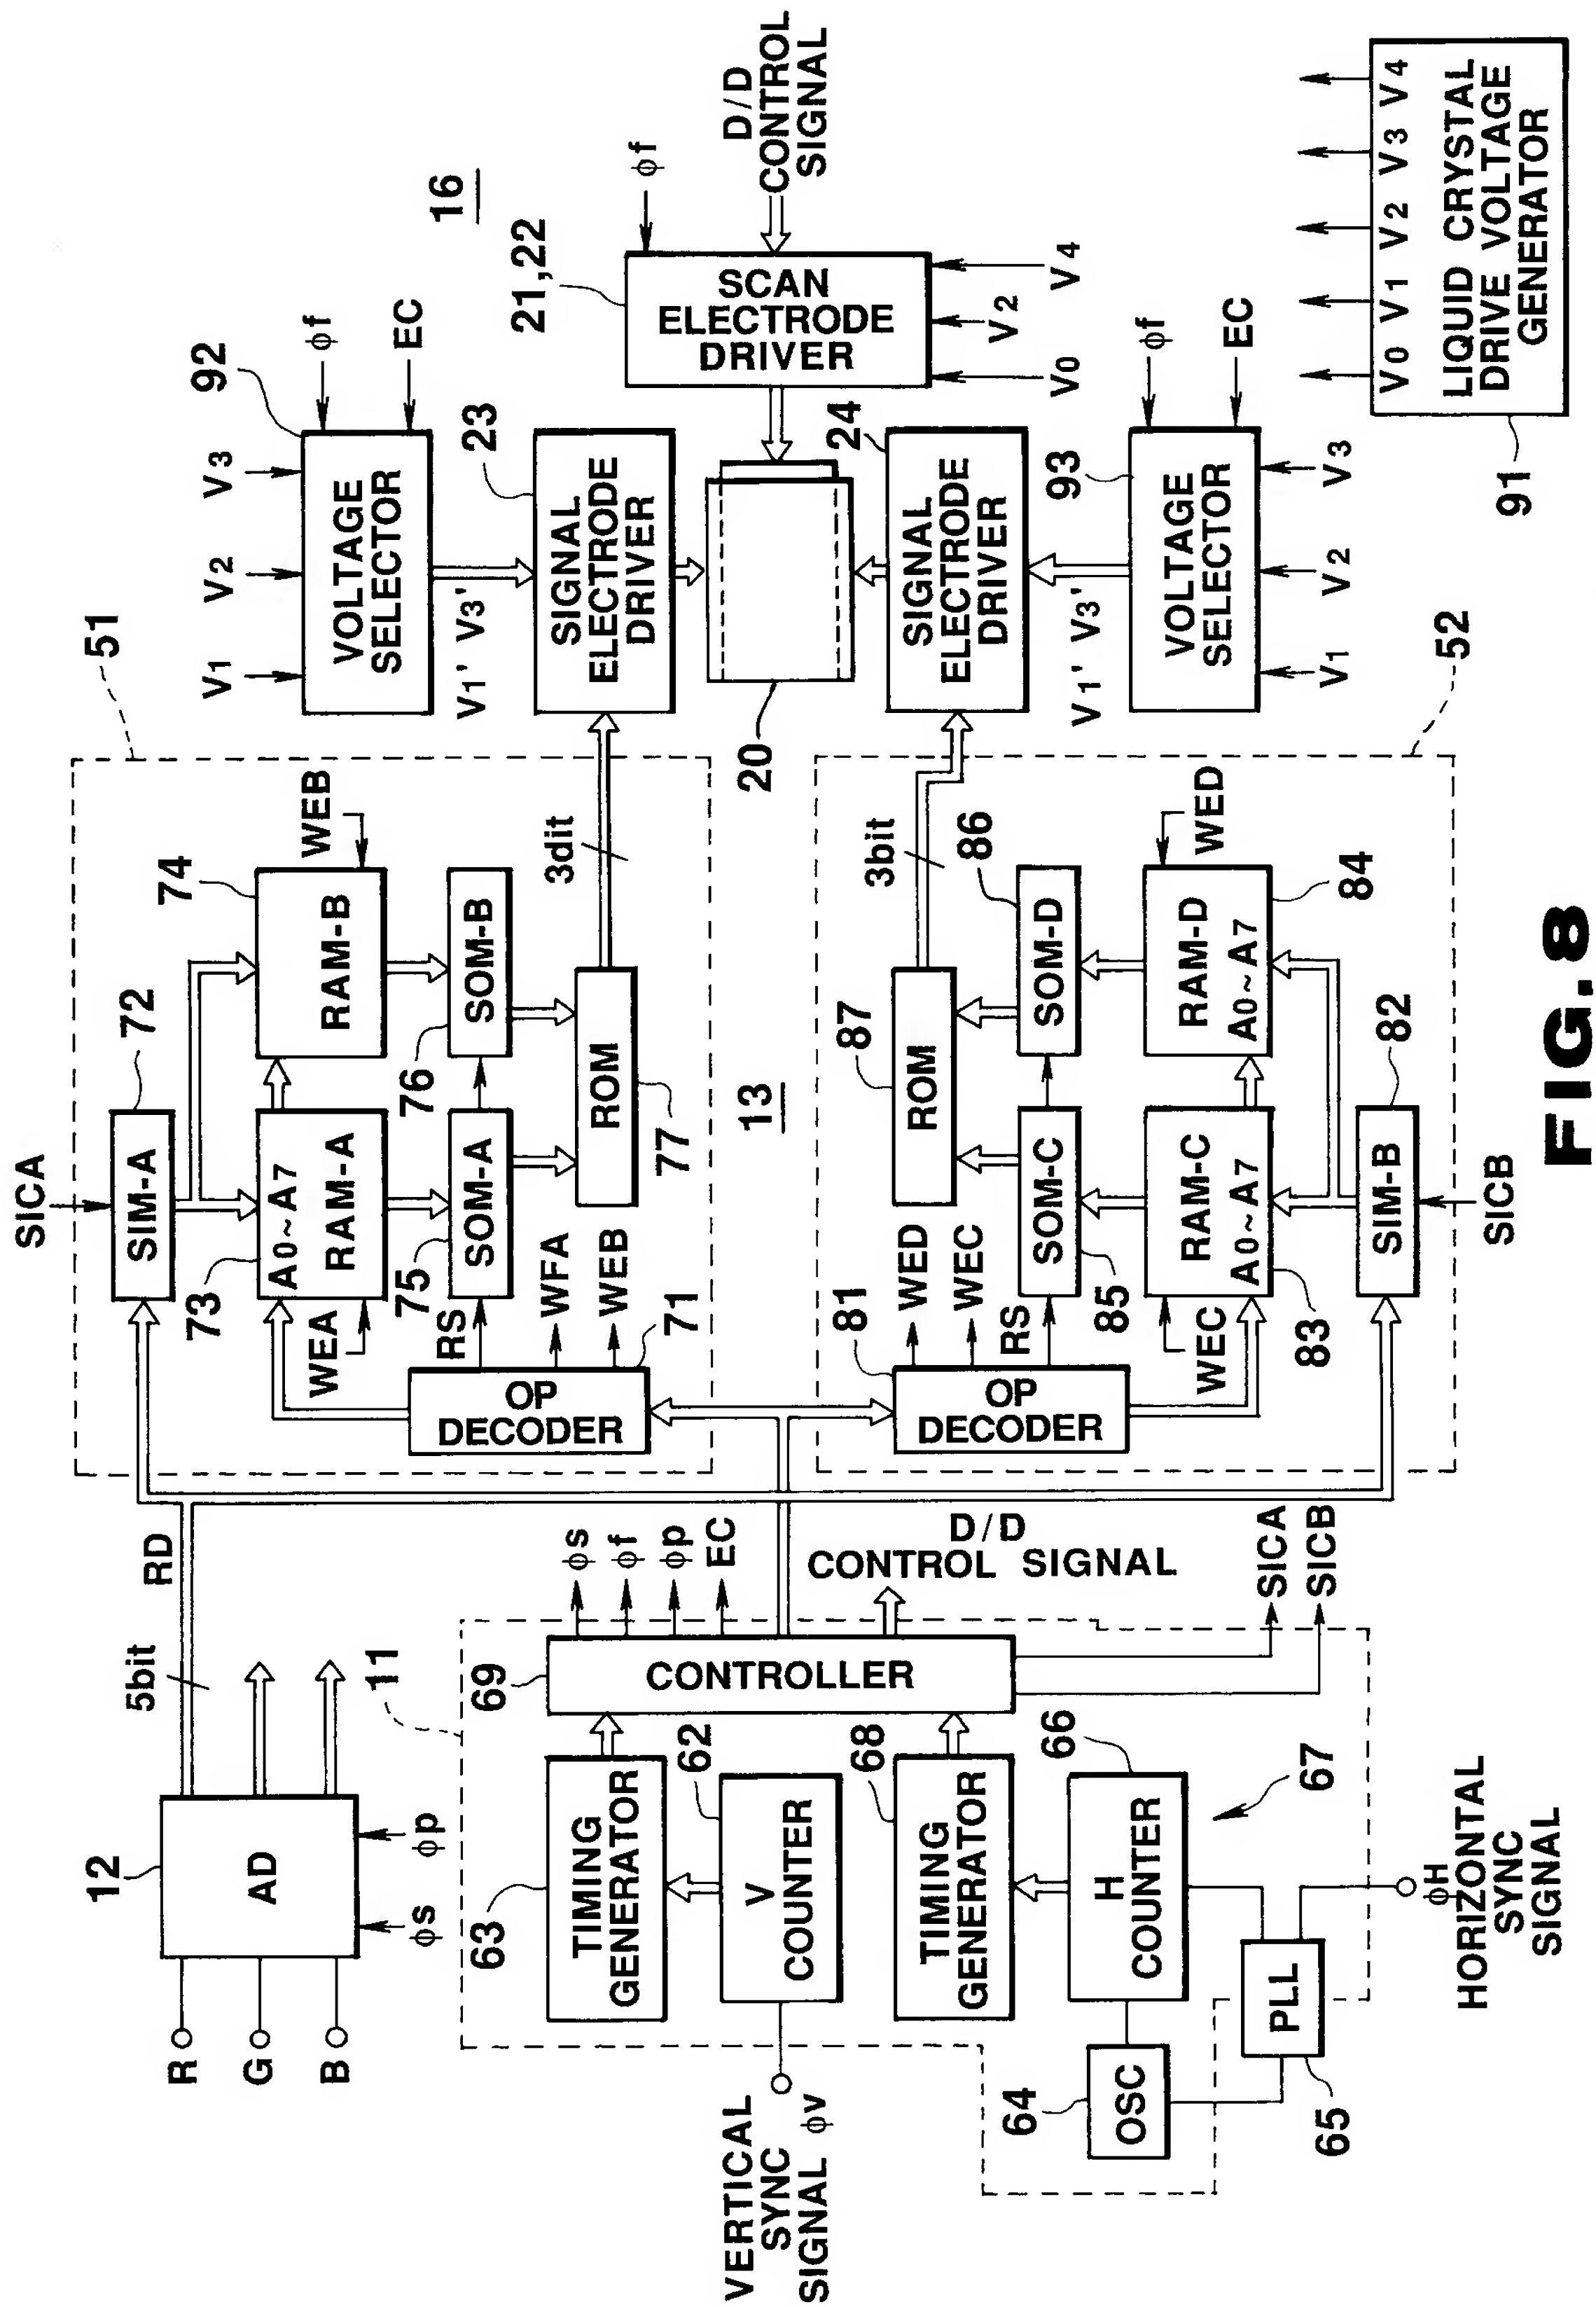 SICA
SICB
51
52
72
SIM-A
73
A0~A7
RAM-A
74
RAM-B
WEB
WEA
75
SOM-A
76
SOM-B
RS
WFA
WEB
71
OP
DECODER
ROM
77
3dit
13
81
OP
DECODER
WED
WEC
RS
87
ROM
3bit
85
SOM-C
86
SOM-D
WEC
RAM-C
A0~A7
83
RAM-D
A0~A7
84
WED
SIM-B
82
92
V1
V2
V3
VOLTAGE
SELECTOR
ϕf
EC
V1' V3'
23
SIGNAL
ELECTRODE
DRIVER
20
24
SIGNAL
ELECTRODE
DRIVER
V1' V3'
93
VOLTAGE
SELECTOR
ϕf
EC
V1
V2
V3
16
21,22
SCAN
ELECTRODE
DRIVER
ϕf
D/D
CONTROL
SIGNAL
V0
V2
V4
V0 V1 V2 V3 V4
LIQUID CRYSTAL
DRIVE VOLTAGE
GENERATOR
91
R
G
B
12
AD
ϕs
ϕp
5bit
RD
11
69
CONTROLLER
ϕs
ϕf
ϕp
EC
D/D
CONTROL SIGNAL
SICA
SICB
63
TIMING
GENERATOR
62
V
COUNTER
68
TIMING
GENERATOR
66
H
COUNTER
67
64
OSC
PLL
65
VERTICAL
SYNC
SIGNAL ϕv
ϕH
HORIZONTAL
SYNC
SIGNAL
FIG.8